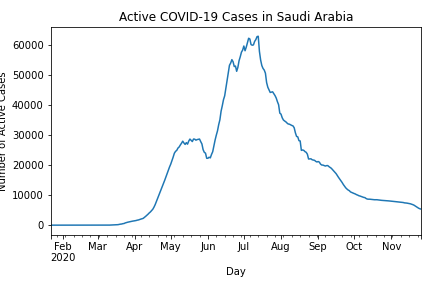 Active COVID-19 Cases in Saudi Arabia
Number of Active Cases
60000
50000
40000
30000
20000
10000
0
Feb Mar Apr May Jun Jul Aug Sep Oct Nov
2020
Day